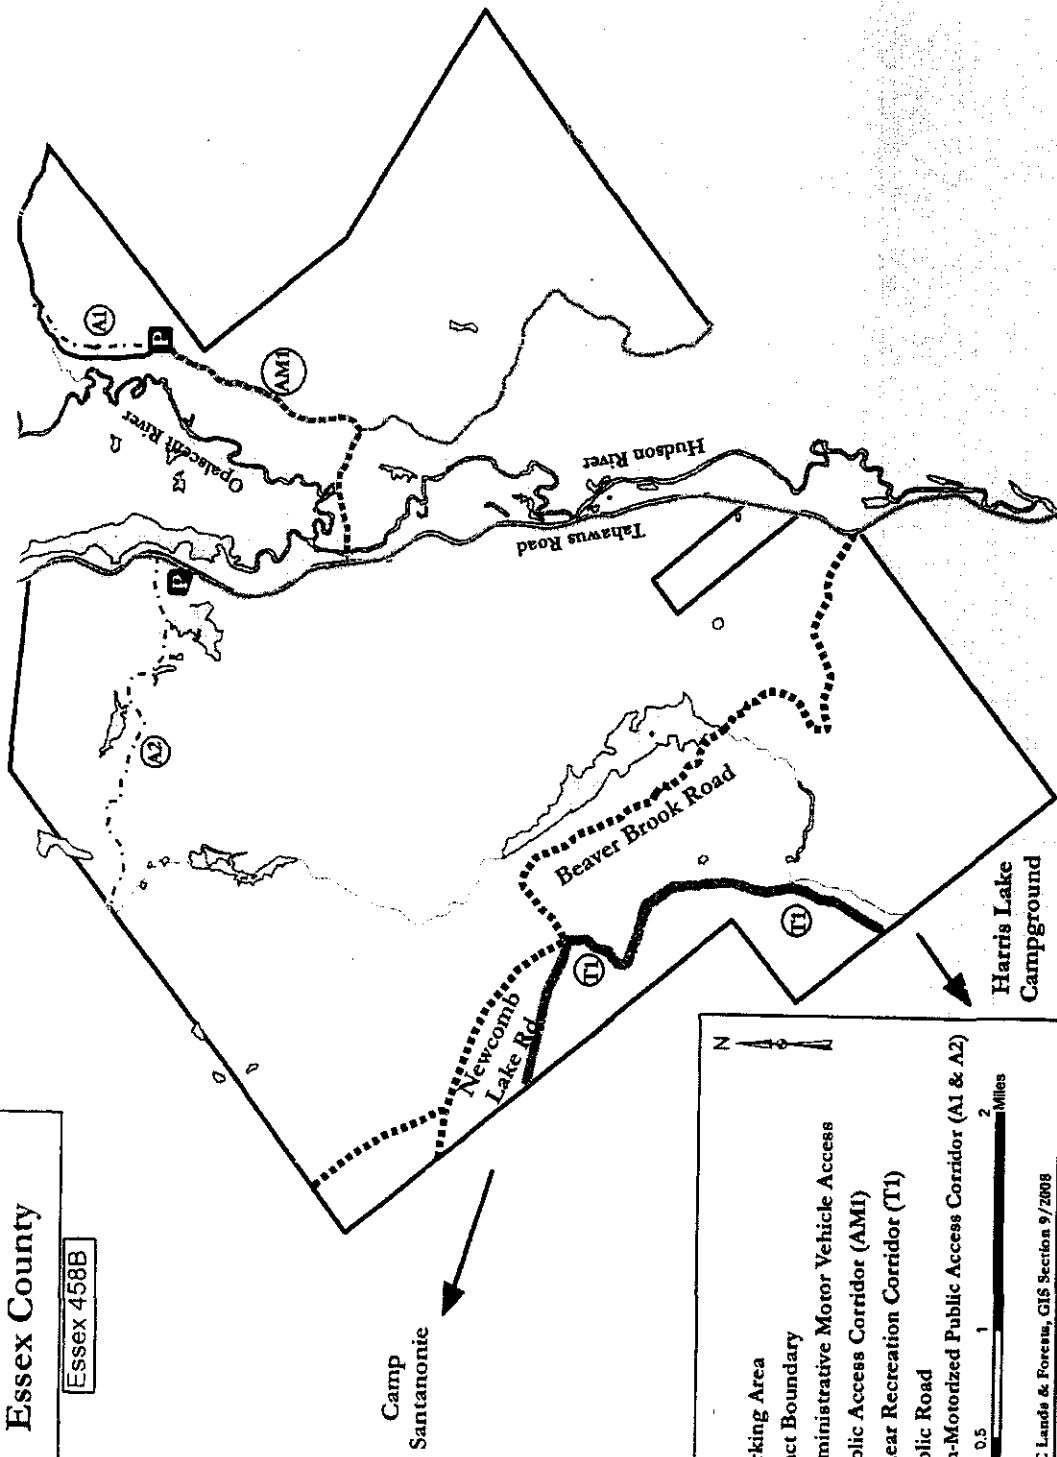 Essex County
Essex 458B
Camp
Santanonie
Newcomb
Lake Rd
Beaver Brook Road
Tahawus Road
Hudson River
Opalescent River
A1
P
AM1
P
A2
T1
T1
Harris Lake
Campground
N
king Area
ct Boundary
ministrative Motor Vehicle Access
blic Access Corridor (AM1)
ear Recreation Corridor (T1)
blic Road
n-Motorized Public Access Corridor (A1 & A2)
0.5 1 2
Miles
C Lands & Forests, GIS Section 9/2008